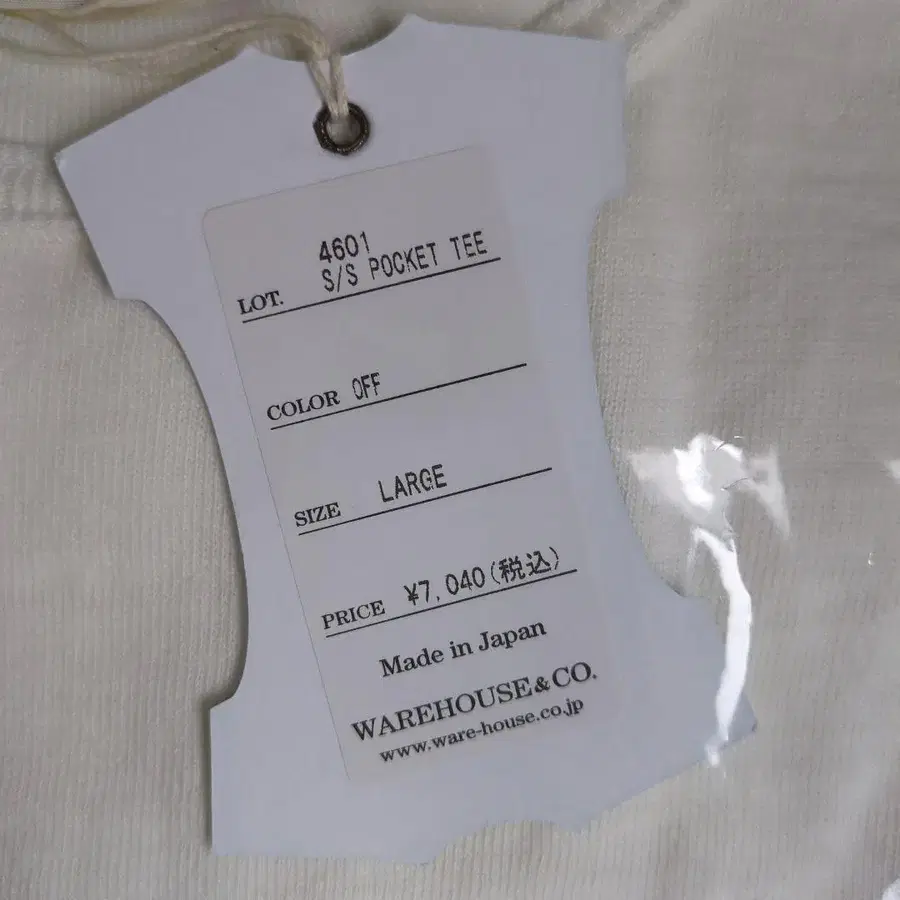 4601
LOT. S/S POCKET TEE
COLOR OFF
SIZE LARGE
PRICE ¥7,040(税込)
Made in Japan
WAREHOUSE&CO.
www.ware-house.co.jp